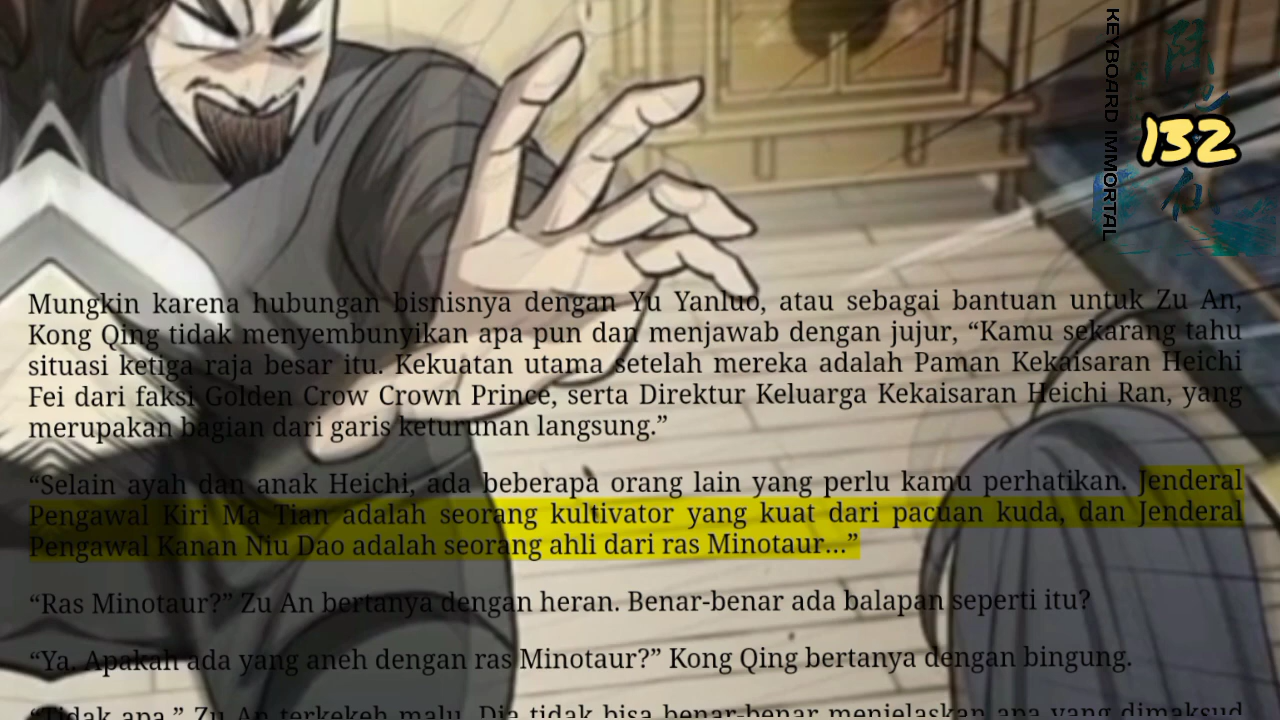 KEYBOARD IMMORTAL
132
Mungkin karena hubungan bisnisnya dengan Yu Yanluo, atau sebagai bantuan untuk Zu An,
Kong Qing tidak menyembunyikan apa pun dan menjawab dengan jujur, “Kamu sekarang tahu
situasi ketiga raja besar itu. Kekuatan utama setelah mereka adalah Paman Kekaisaran Heichi
Fei dari faksi Golden Crow Crown Prince, serta Direktur Keluarga Kekaisaran Heichi Ran, yang
merupakan bagian dari garis keturunan langsung.”
“Selain ayah dan anak Heichi, ada beberapa orang lain yang perlu kamu perhatikan. Jenderal
Pengawal Kiri Ma Tian adalah seorang kultivator yang kuat dari pacuan kuda, dan Jenderal
Pengawal Kanan Niu Dao adalah seorang ahli dari ras Minotaur...”
“Ras Minotaur?” Zu An bertanya dengan heran. Benar-benar ada balapan seperti itu?
“Ya. Apakah ada yang aneh dengan ras Minotaur?” Kong Qing bertanya dengan bingung.
“Tidak apa.” Zu An terkekeh malu. Dia tidak bisa benar-benar menjelaskan apa yang dimaksud